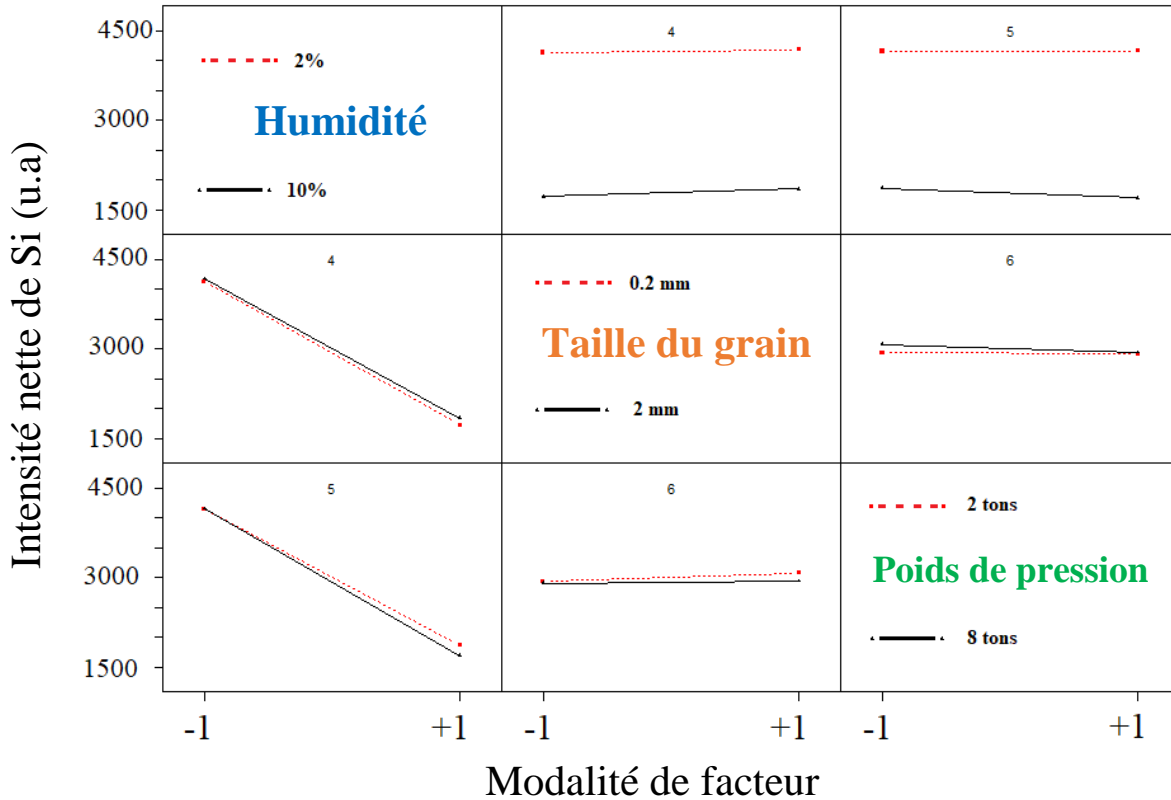 Intensité nette de Si (u.a)
4500
3000
1500
2%
Humidité
10%
4
5
4500
3000
1500
4
0.2 mm
Taille du grain
2 mm
6
4500
3000
1500
5
6
2 tons
Poids de pression
8 tons
-1
+1
-1
+1
-1
+1
Modalité de facteur